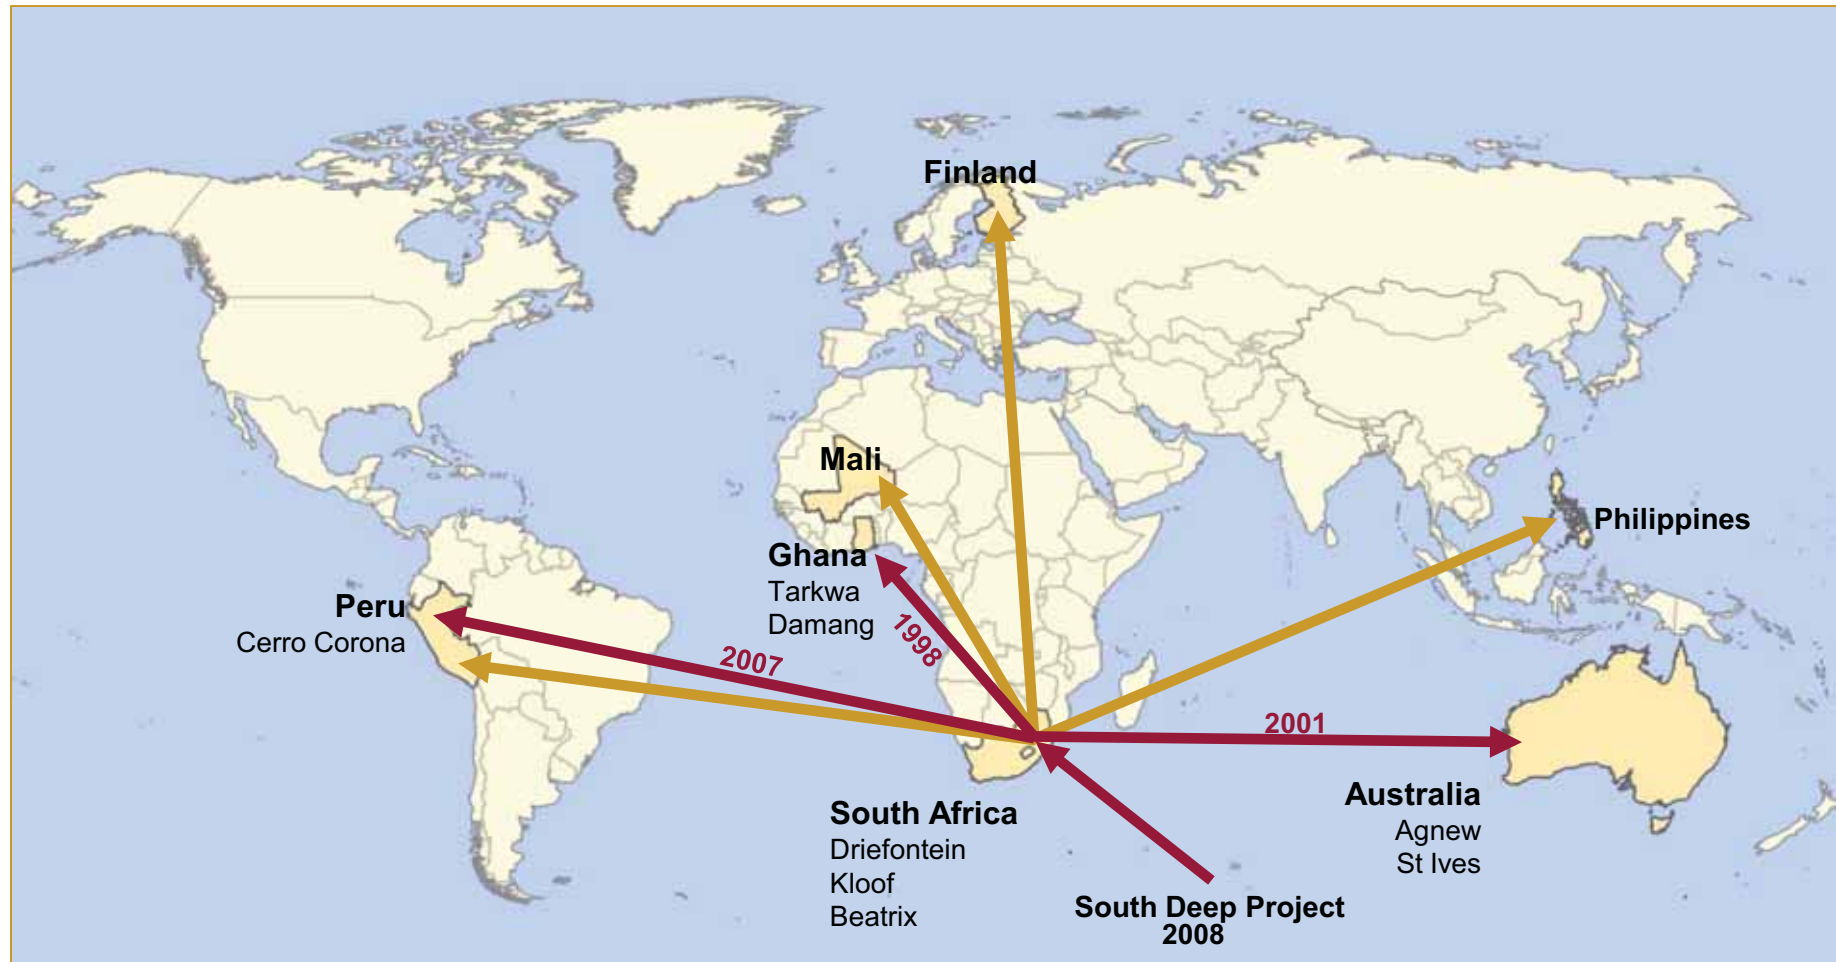 Finland
Mali
Philippines
Ghana
Tarkwa
Damang
1998
Peru
Cerro Corona
2007
2001
South Africa
Driefontein
Kloof
Beatrix
Australia
Agnew
St Ives
South Deep Project
2008